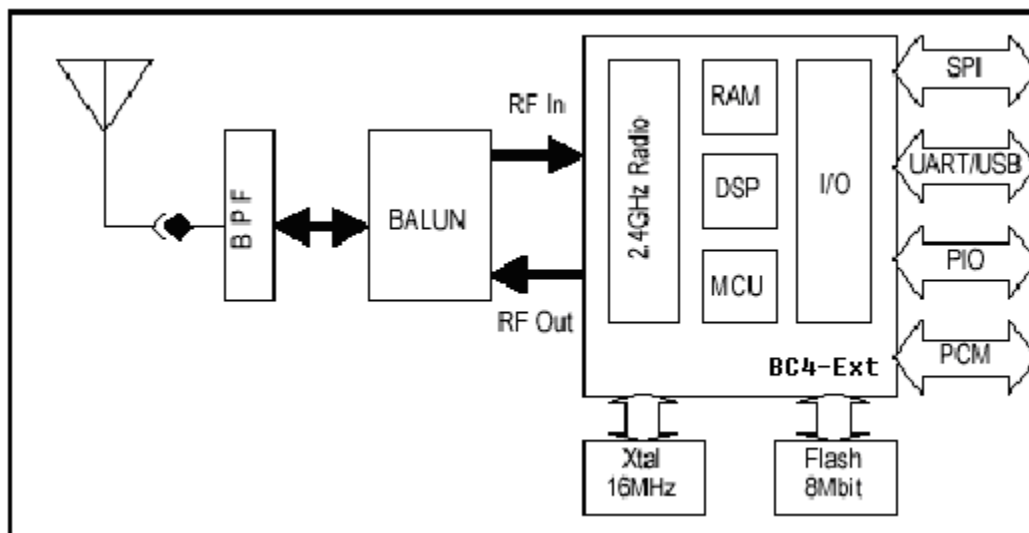 RF In
BPF
BALUN
RF Out
2.4GHz Radio
RAM
DSP
MCU
I/O
BC4-Ext
SPI
UART/USB
PIO
PCM
Xtal
16MHz
Flash
8Mbit